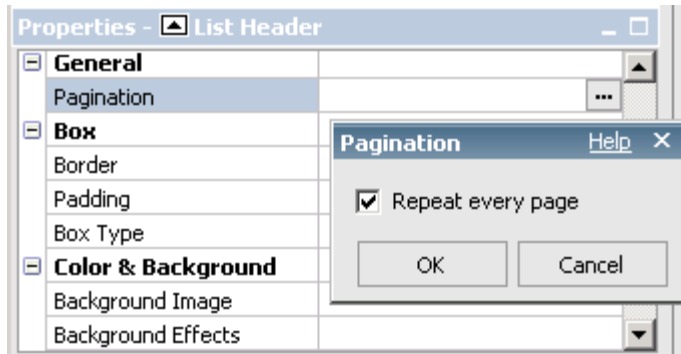 Properties - List Header
General
Pagination
...
Box
Border
Padding
Box Type
Color & Background
Background Image
Background Effects
Pagination Help
Repeat every page
OK Cancel